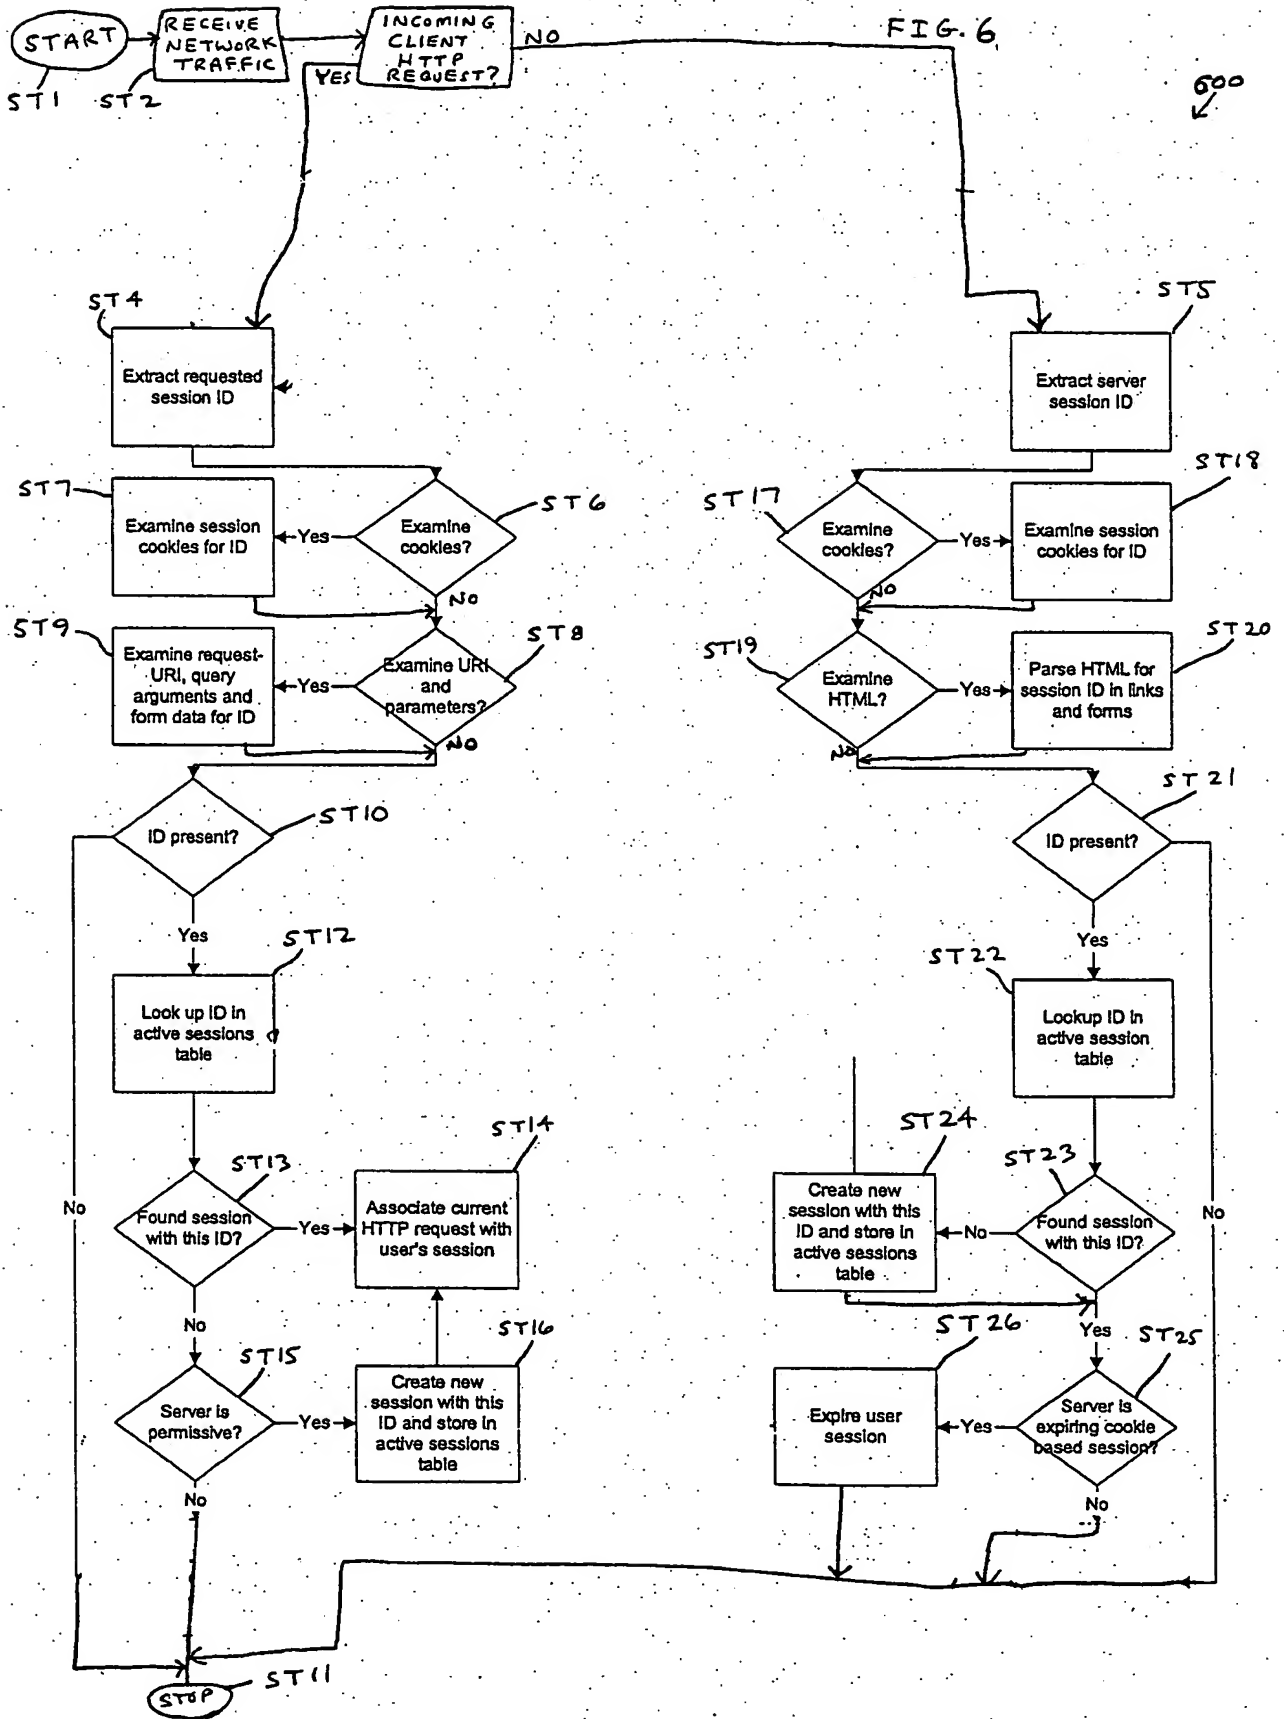 FIG. 6
600
START
ST1
RECEIVE
NETWORK
TRAFFIC
ST2
INCOMING
CLIENT
HTTP
REQUEST?
NO
YES
ST4
Extract requested
session ID
ST6
Examine
cookies?
Yes
NO
ST7
Examine session
cookies for ID
ST8
Examine URI
and
parameters?
Yes
NO
ST9
Examine request-
URI, query
arguments and
form data for ID
ST10
ID present?
No
Yes
ST12
Look up ID in
active sessions
table
ST13
Found session
with this ID?
Yes
No
ST14
Associate current
HTTP request with
user's session
ST15
Server is
permissive?
Yes
No
ST16
Create new
session with this
ID and store in
active sessions
table
ST5
Extract server
session ID
ST17
Examine
cookies?
Yes
NO
ST18
Examine session
cookies for ID
ST19
Examine
HTML?
Yes
No
ST20
Parse HTML for
session ID in links
and forms
ST21
ID present?
No
Yes
ST22
Lookup ID in
active session
table
ST23
Found session
with this ID?
No
Yes
ST24
Create new
session with this
ID and store in
active sessions
table
ST25
Server is
expiring cookie
based session?
Yes
No
ST26
Expire user
session
STOP
ST11